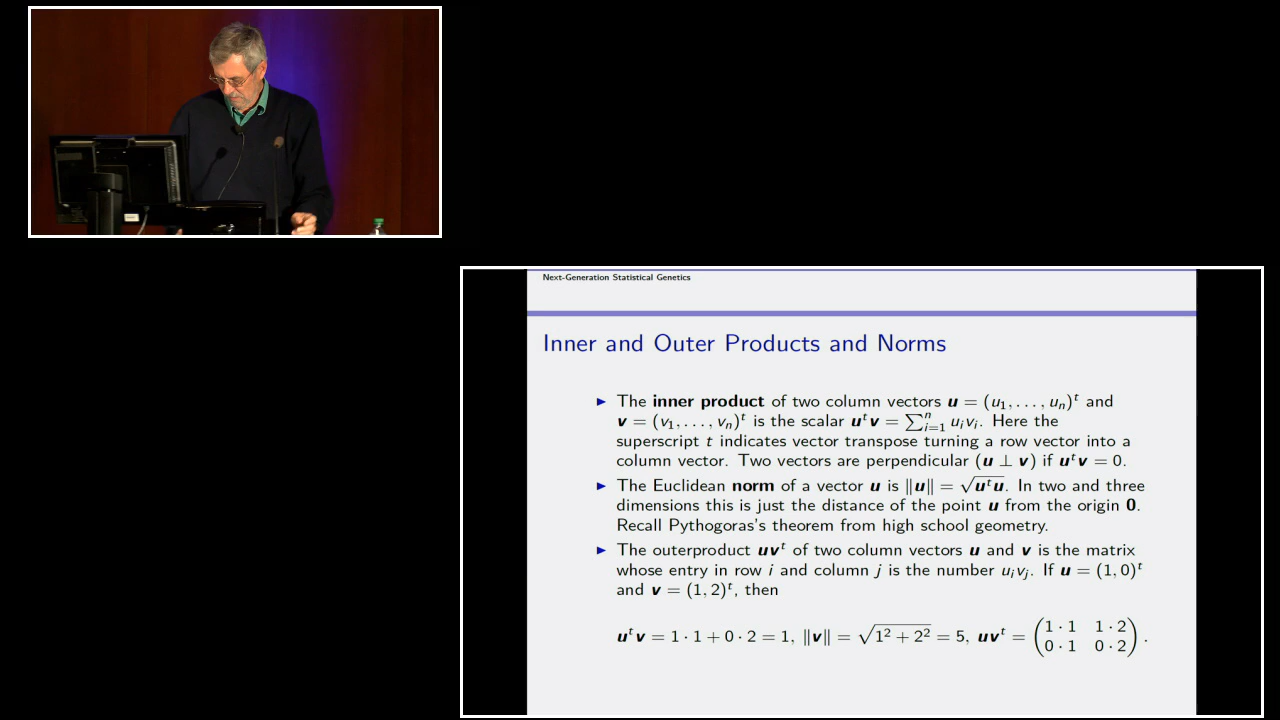 Next-Generation Statistical Genetics
Inner and Outer Products and Norms
► The inner product of two column vectors u = (u₁, . . . , uₙ)ᵗ and
v = (v₁, . . . , vₙ)ᵗ is the scalar uᵗv = ∑ⁿᵢ₌₁ uᵢvᵢ. Here the
superscript t indicates vector transpose turning a row vector into a
column vector. Two vectors are perpendicular (u ⊥ v) if uᵗv = 0.
► The Euclidean norm of a vector u is ‖u‖ = √(uᵗu). In two and three
dimensions this is just the distance of the point u from the origin 0.
Recall Pythogoras's theorem from high school geometry.
► The outerproduct uvᵗ of two column vectors u and v is the matrix
whose entry in row i and column j is the number uᵢvⱼ. If u = (1, 0)ᵗ
and v = (1, 2)ᵗ, then
uᵗv = 1 · 1 + 0 · 2 = 1, ‖v‖ = √(1² + 2²) = 5, uvᵗ = (1 · 1 1 · 2
0 · 1 0 · 2).